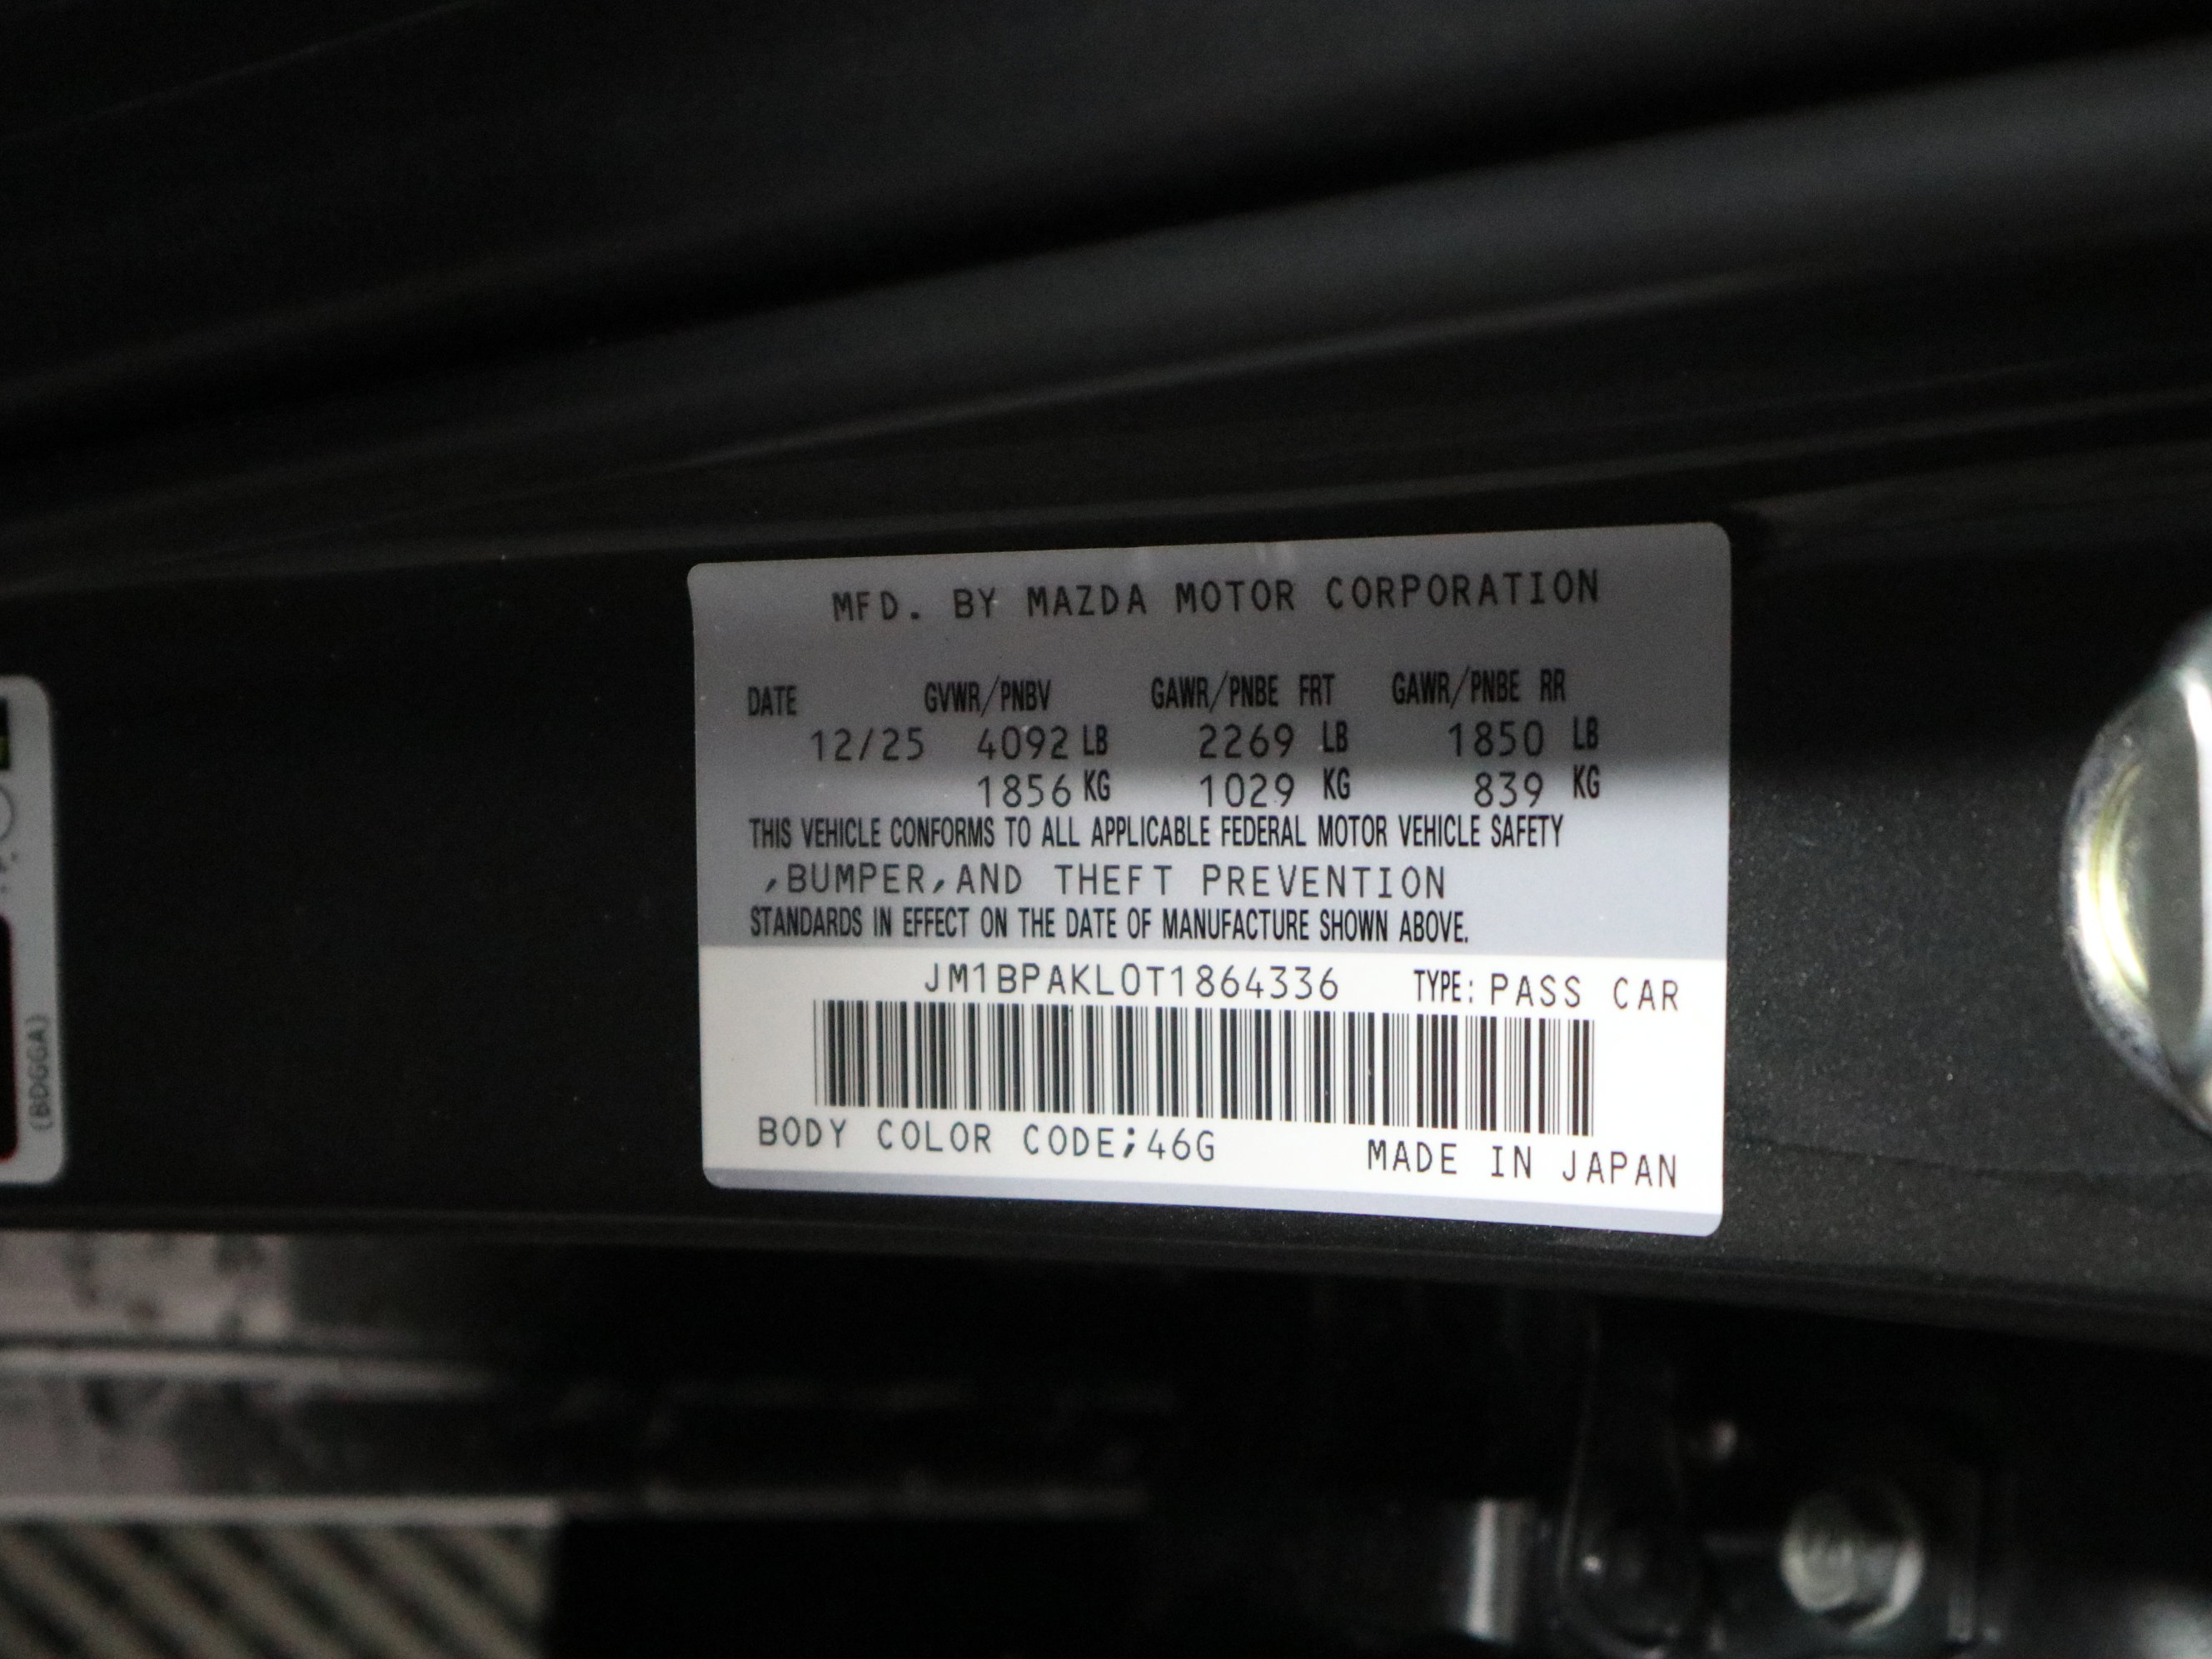 MFD. BY MAZDA MOTOR CORPORATION
DATE GVWR/PNBV GAWR/PNBE FRT GAWR/PNBE RR
12/25 4092 LB 2269 LB 1850 LB
1856 KG 1029 KG 839 KG
THIS VEHICLE CONFORMS TO ALL APPLICABLE FEDERAL MOTOR VEHICLE SAFETY
,BUMPER,AND THEFT PREVENTION
STANDARDS IN EFFECT ON THE DATE OF MANUFACTURE SHOWN ABOVE.
JM1BPAKL0T1864336 TYPE: PASS CAR
BODY COLOR CODE;46G MADE IN JAPAN
(BDGGA)